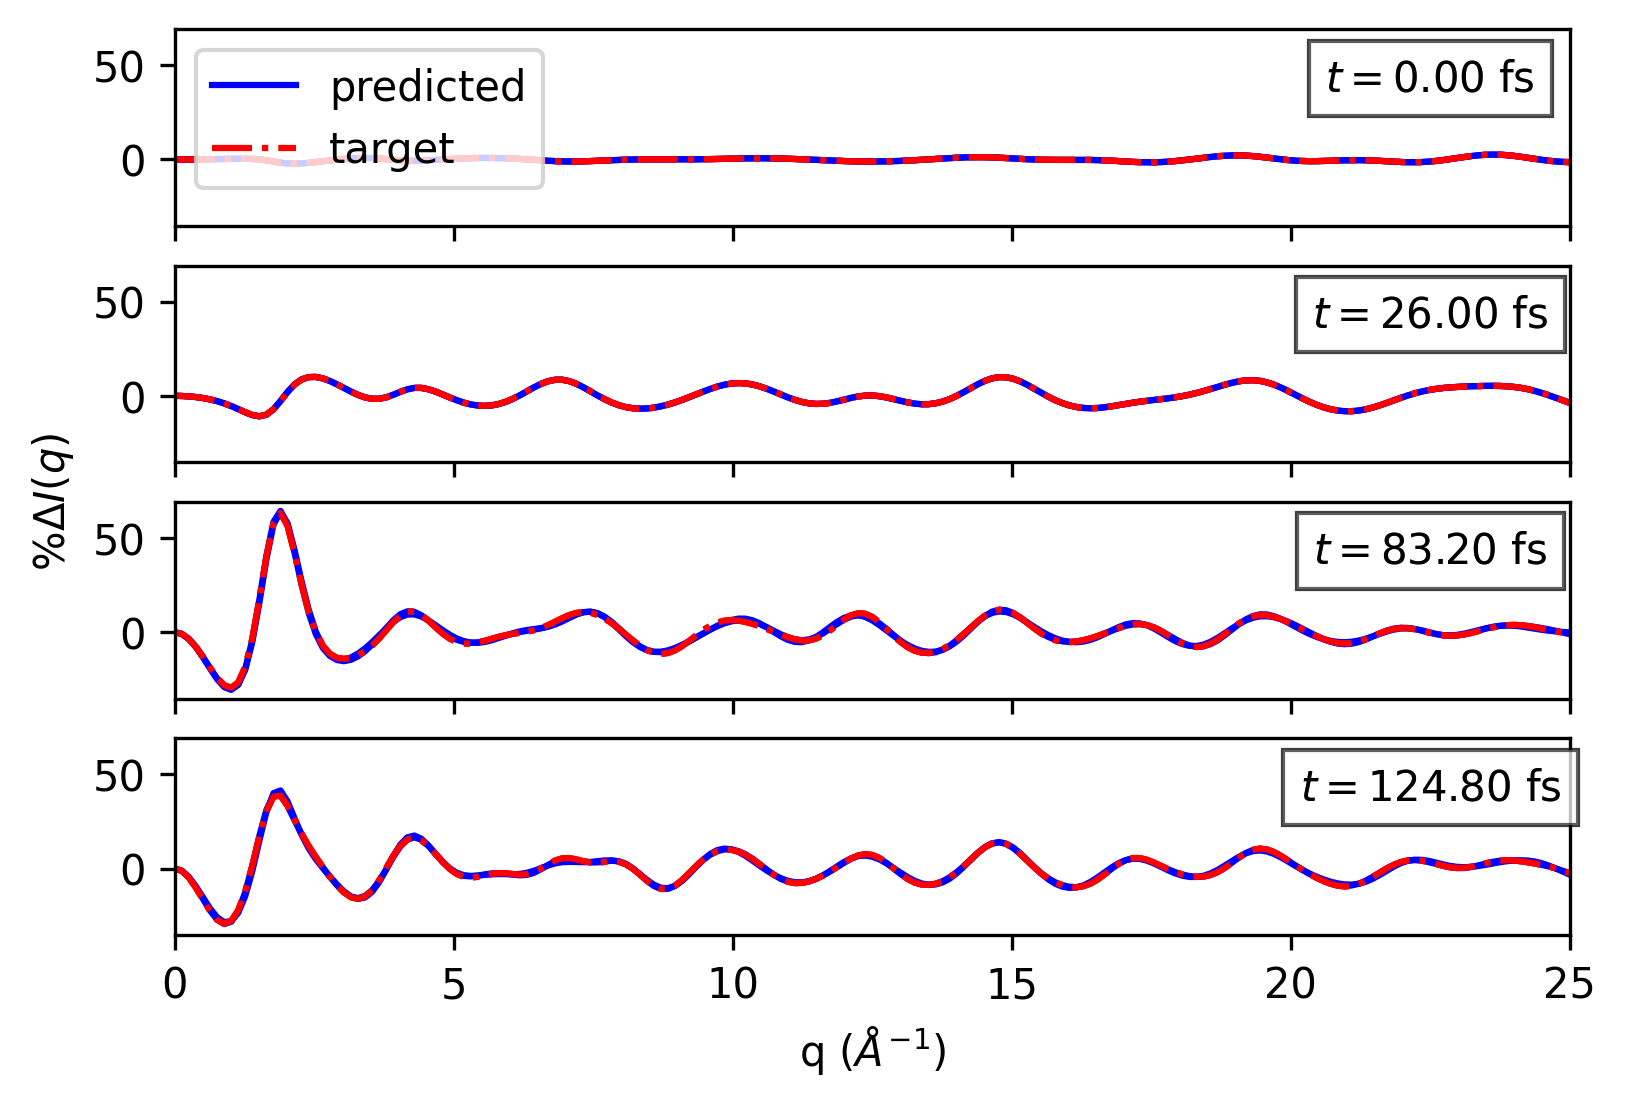 50
0
predicted
target
t = 0.00 fs
50
0
t = 26.00 fs
50
0
t = 83.20 fs
50
0
t = 124.80 fs
0 5 10 15 20 25
q (Å⁻¹)
%ΔI(q)